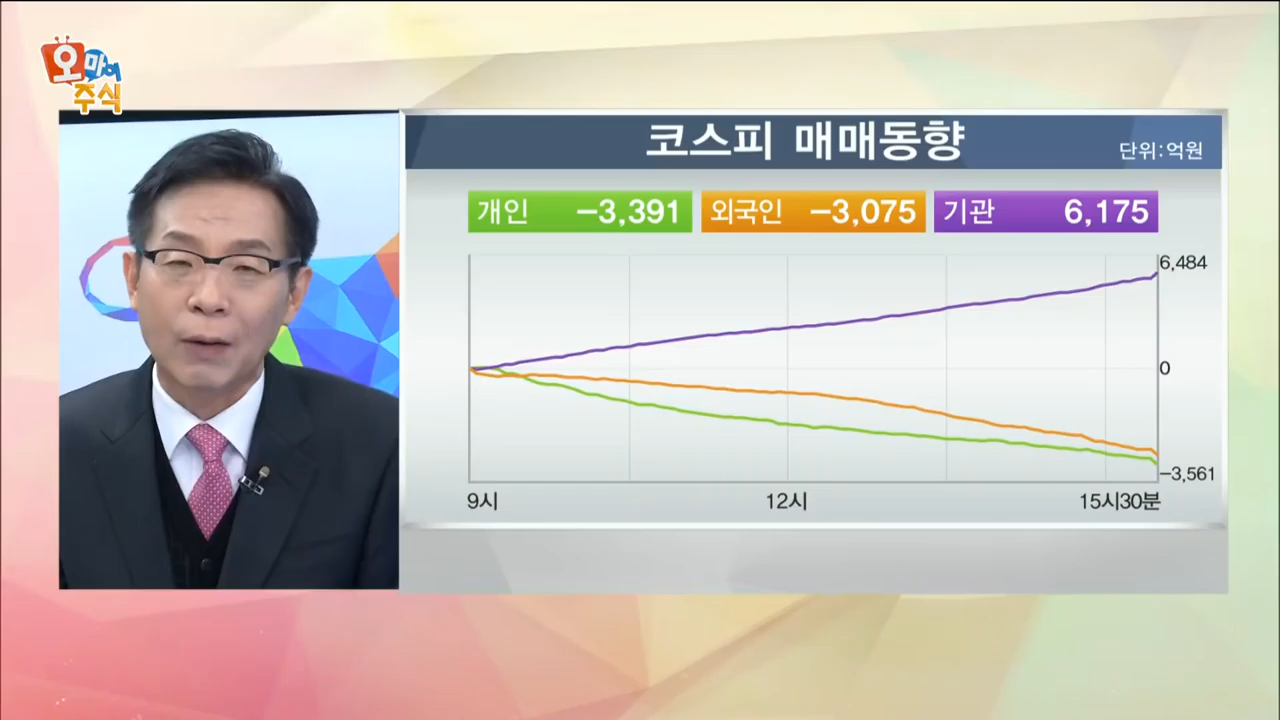 오마이
주식
코스피 매매동향
단위:억원
개인 -3,391 외국인 -3,075 기관 6,175
6,484
0
-3,561
9시 12시 15시30분